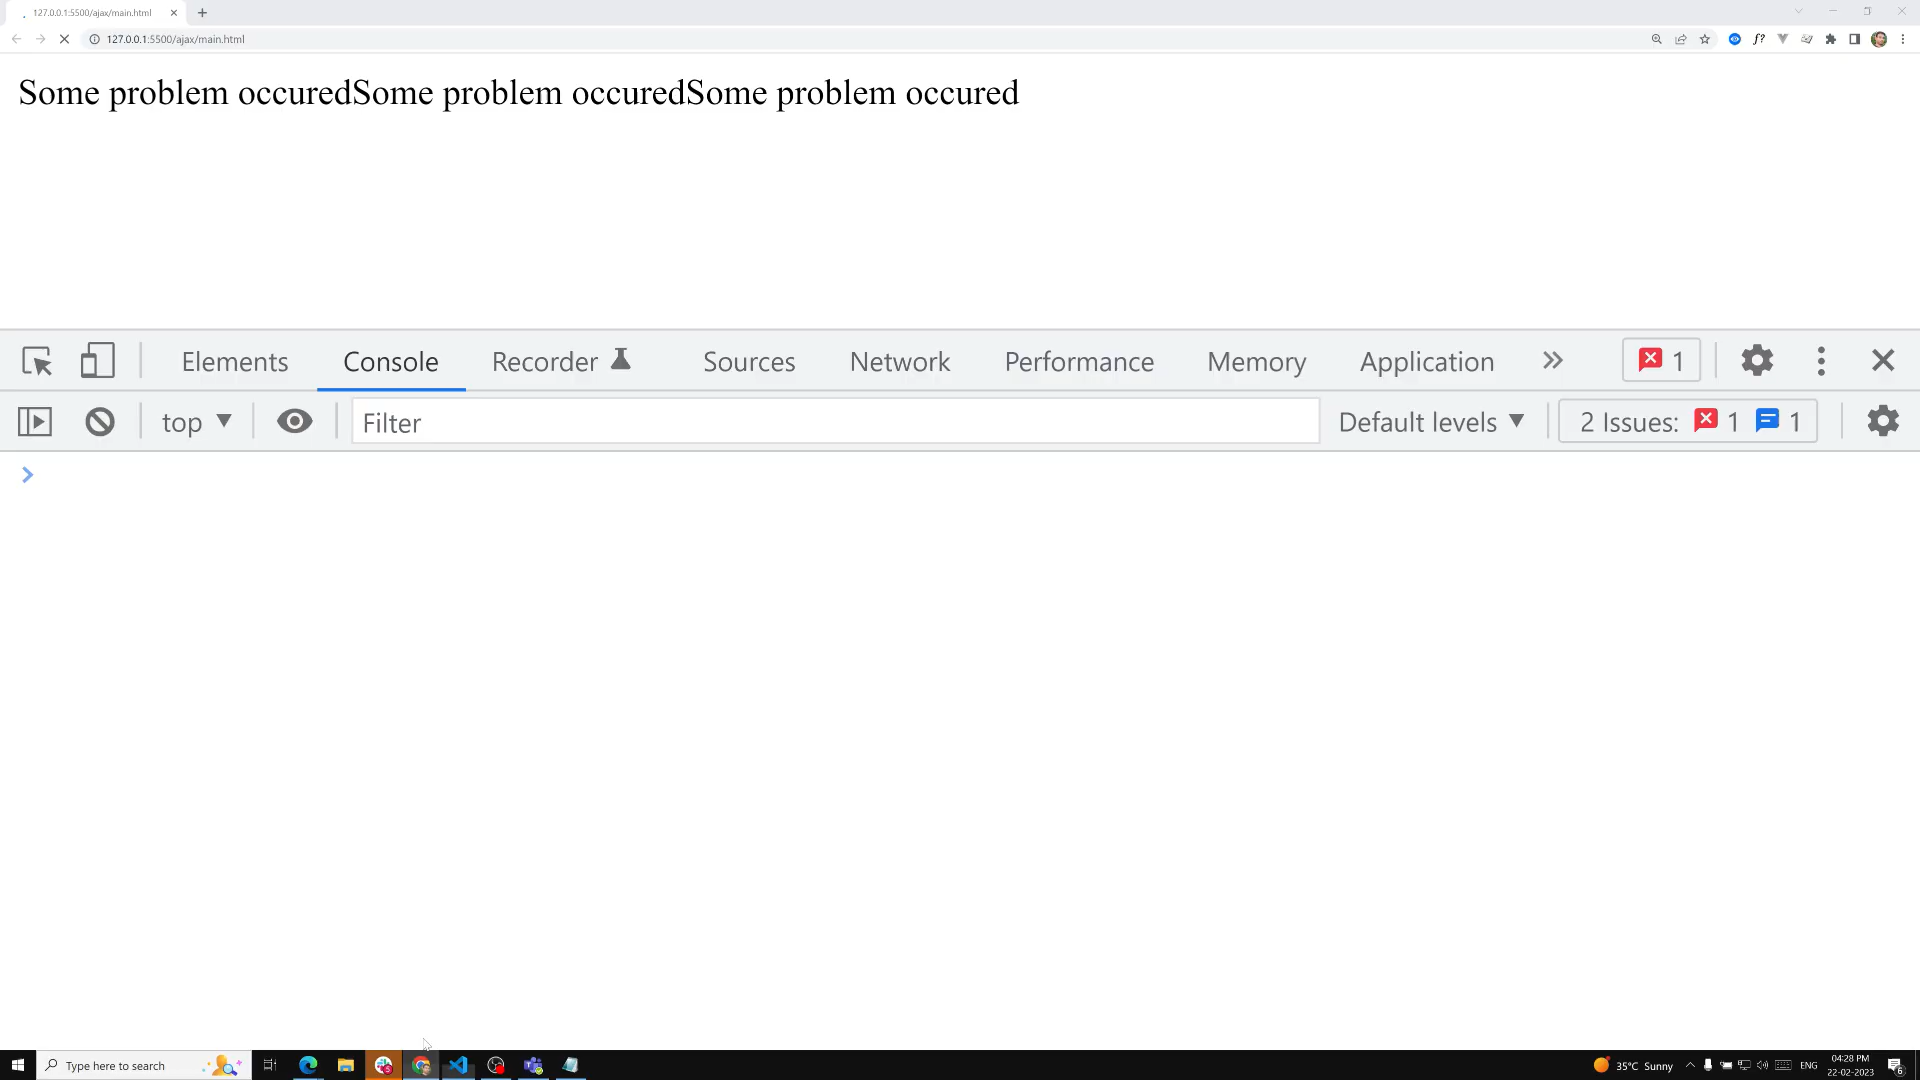 127.0.0.1:5500/ajax/main.html
127.0.0.1:5500/ajax/main.html
f?
Some problem occuredSome problem occuredSome problem occured
Elements Console Recorder Sources Network Performance Memory Application 1
top Filter Default levels 2 Issues: 1 1
Type here to search
35°C Sunny
ENG
04:28 PM
22-02-2023
6